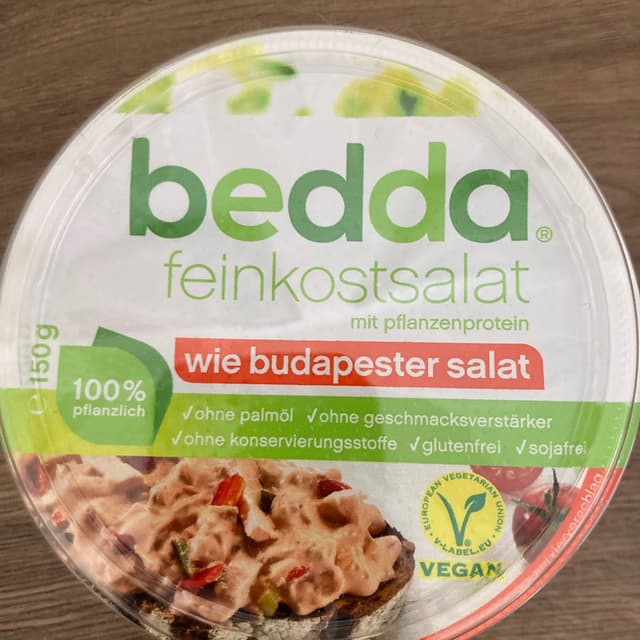 bedda®
feinkostsalat
mit pflanzenprotein
wie budapester salat
℮ 150g
100%
pflanzlich
✓ohne palmöl ✓ohne geschmacksverstärker
✓ohne konservierungsstoffe ✓glutenfrei ✓sojafrei
EUROPEAN VEGETARIAN UNION
V-LABEL.EU
VEGAN